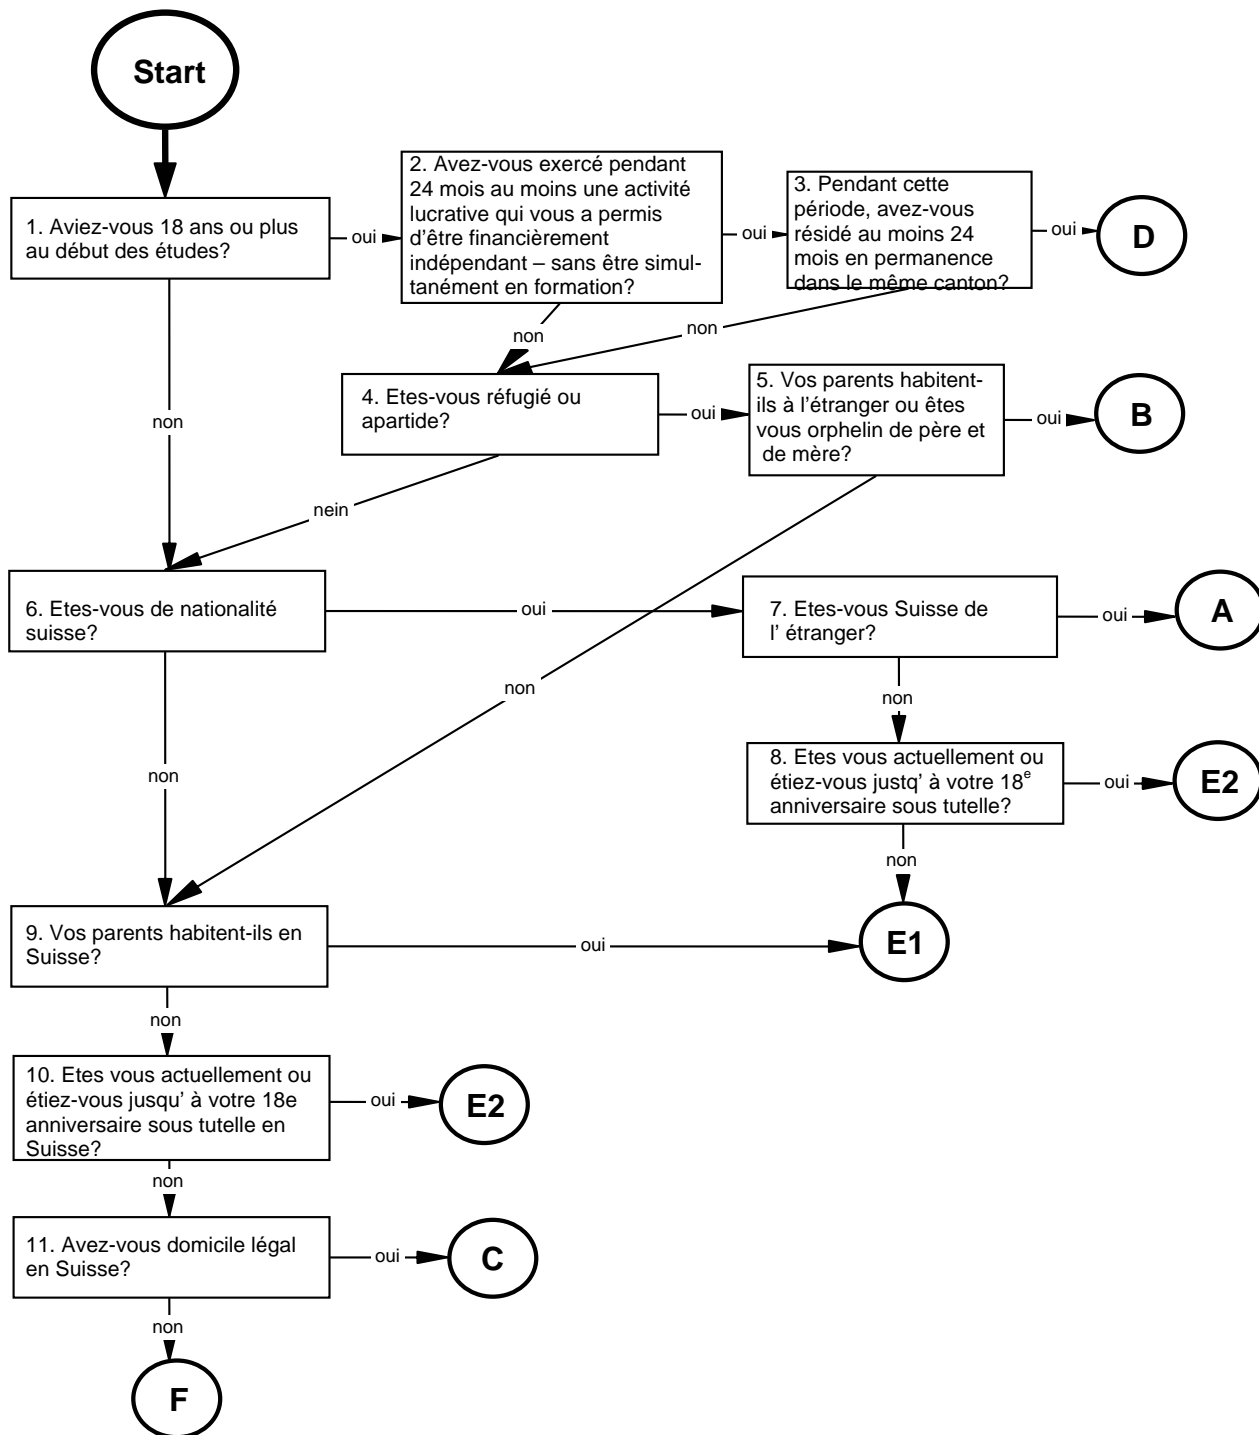 Start
1. Aviez-vous 18 ans ou plus
au début des études?
oui
2. Avez-vous exercé pendant
24 mois au moins une activité
lucrative qui vous a permis
d'être financièrement
indépendant – sans être simul-
tanément en formation?
oui
3. Pendant cette
période, avez-vous
résidé au moins 24
mois en permanence
dans le même canton?
oui
D
non
non
non
4. Etes-vous réfugié ou
apartide?
oui
5. Vos parents habitent-
ils à l'étranger ou êtes
vous orphelin de père et
de mère?
oui
B
nein
non
6. Etes-vous de nationalité
suisse?
oui
7. Etes-vous Suisse de
l' étranger?
oui
A
non
non
8. Etes vous actuellement ou
étiez-vous justq' à votre 18e
anniversaire sous tutelle?
oui
E2
non
9. Vos parents habitent-ils en
Suisse?
oui
E1
non
10. Etes vous actuellement ou
étiez-vous jusqu' à votre 18e
anniversaire sous tutelle en
Suisse?
oui
E2
non
11. Avez-vous domicile légal
en Suisse?
oui
C
non
F